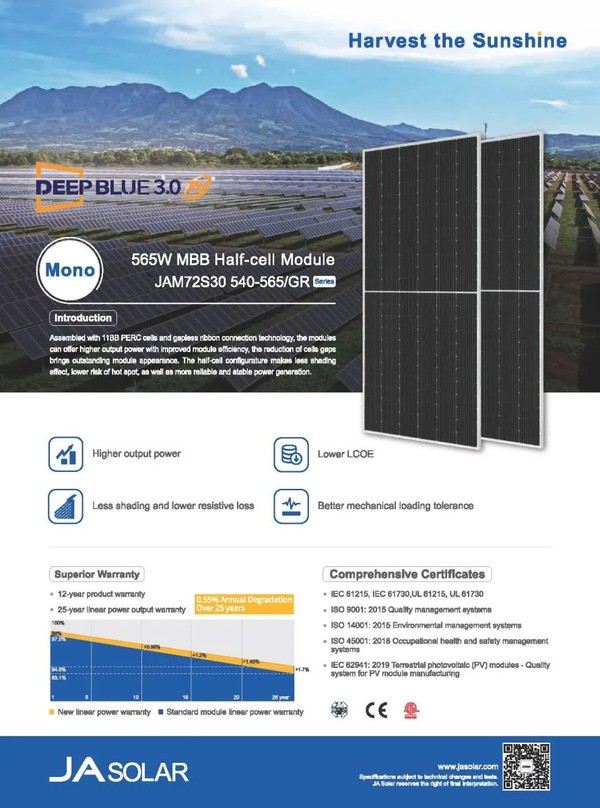 Harvest the Sunshine
DEEP BLUE 3.0
Mono
565W MBB Half-cell Module
JAM72S30 540-565/GR Series
Introduction
Assembled with 11BB PERC cells and gapless ribbon connection technology, the modules
can offer higher output power with improved module efficiency, the reduction of cells gaps
brings outstanding module appearance. The half-cell configurature makes less shading
effect, lower risk of hot spot, as well as more reliable and stable power generation.
Higher output power
Lower LCOE
Less shading and lower resistive loss
Better mechanical loading tolerance
Superior Warranty
12-year product warranty
25-year linear power output warranty
0.55% Annual Degradation
Over 25 years
100%
98%
97.5%
84.8%
83.1%
+0.56%
+1.2%
+1.45%
+1.7%
1 5 10 15 20 25 year
New linear power warranty Standard module linear power warranty
Comprehensive Certificates
IEC 61215, IEC 61730,UL 61215, UL 61730
ISO 9001: 2015 Quality management systems
ISO 14001: 2015 Environmental management systems
ISO 45001: 2018 Occupational health and safety management
systems
IEC 62941: 2019 Terrestrial photovoltaic (PV) modules - Quality
system for PV module manufacturing
CE
JA SOLAR
www.jasolar.com
Specifications subject to technical changes and tests.
JA Solar reserves the right of final interpretation.